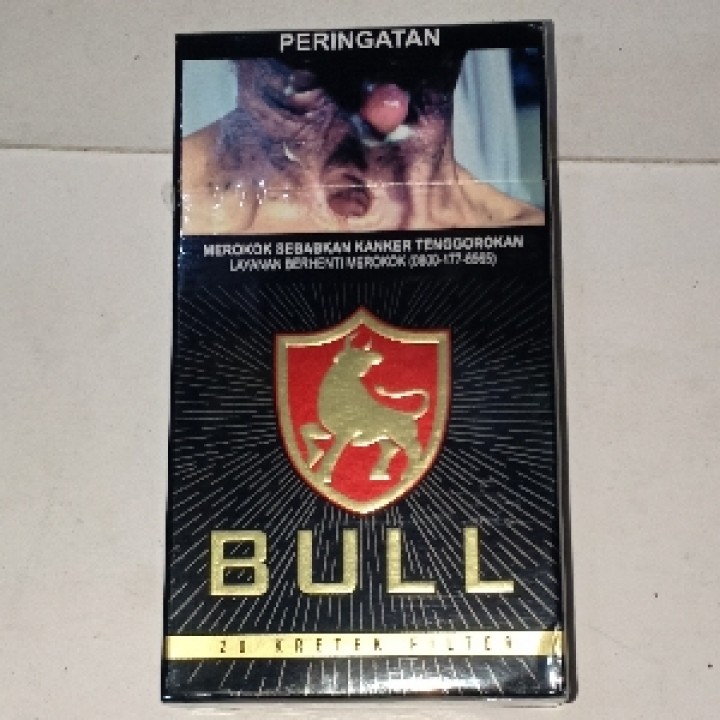 PERINGATAN
MEROKOK SEBABKAN KANKER TENGGOROKAN
LAYANAN BERHENTI MEROKOK (0800-177-6565)
BULL
20 KRETEK FILTER